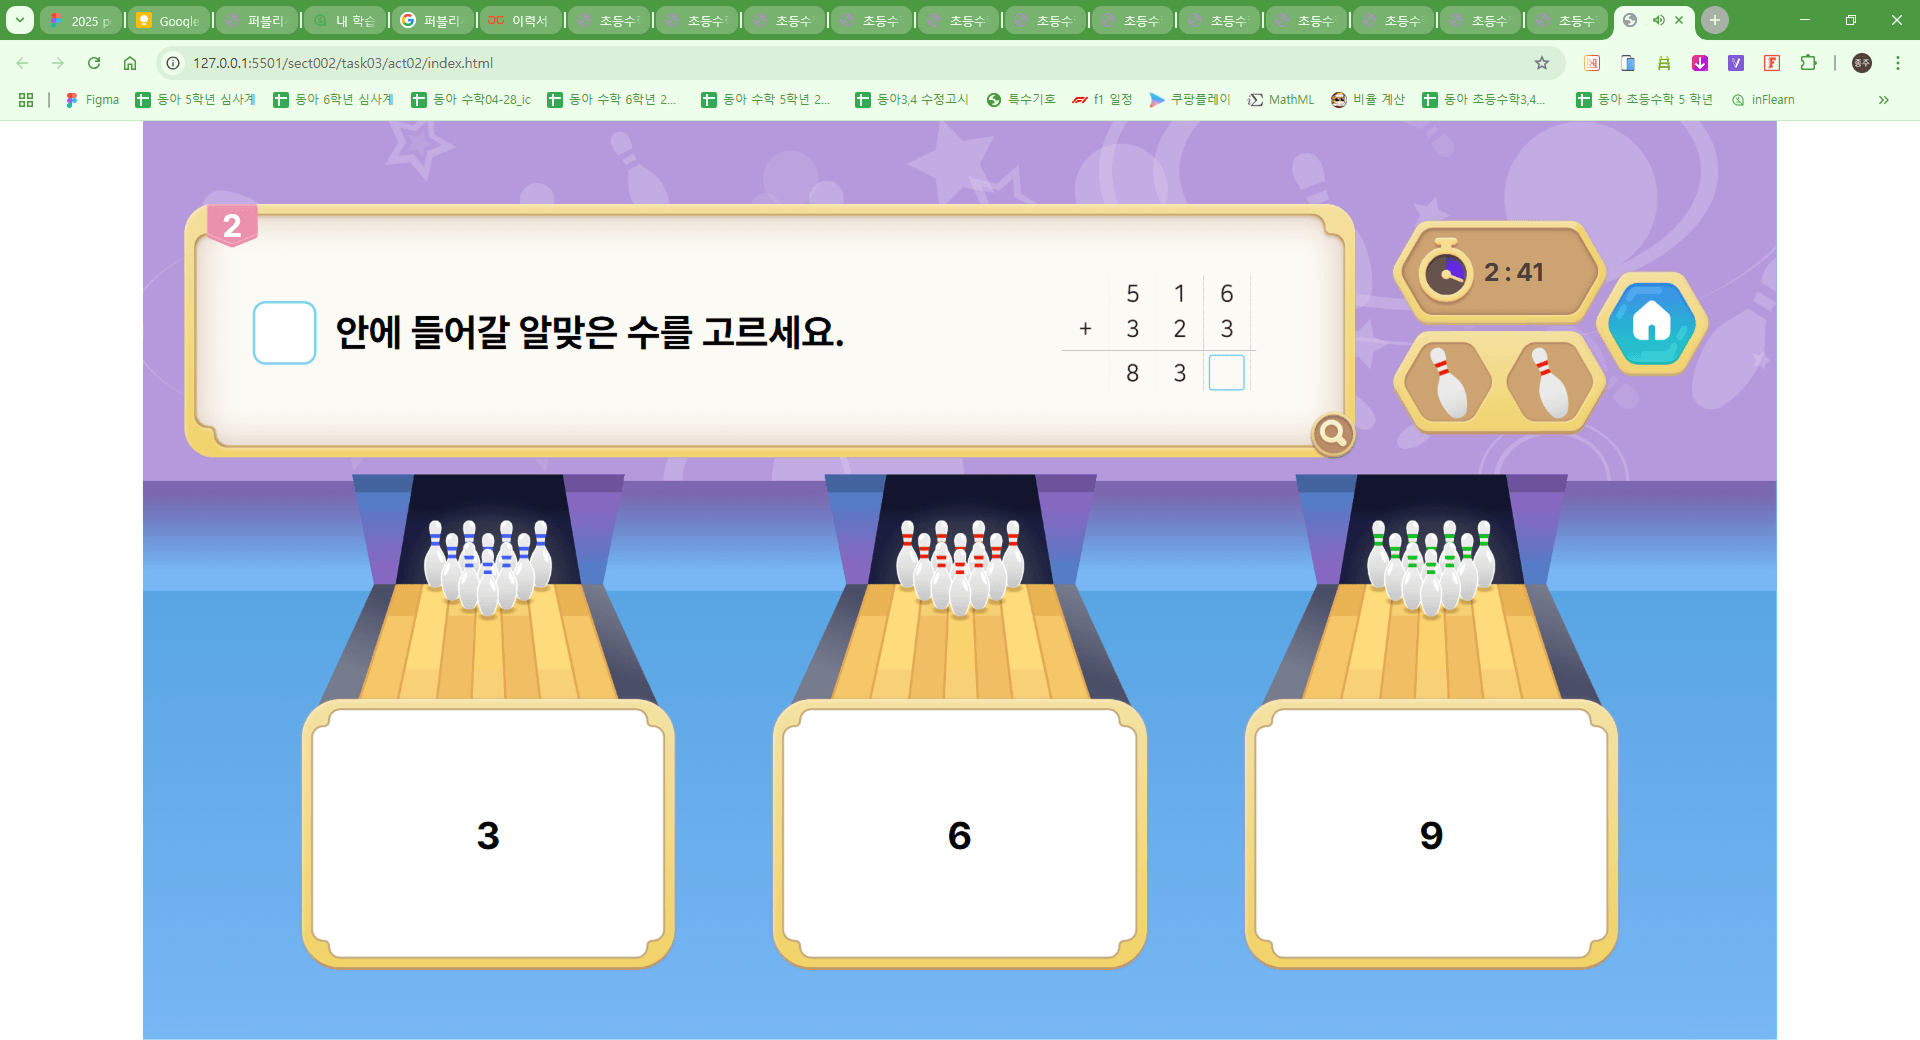 2025 p
Google
퍼블리
내 학습
퍼블리
이력서
초등수
초등수
초등수
초등수
초등수
초등수
초등수
초등수
초등수
초등수
초등수
초등수
127.0.0.1:5501/sect002/task03/act02/index.html
종주
Figma
동아 5학년 심사계
동아 6학년 심사계
동아 수학04-28_ic
동아 수학 6학년 2...
동아 수학 5학년 2...
동아3,4 수정고시
특수기호
f1 일정
쿠팡플레이
MathML
비율 계산
동아 초등수학3,4...
동아 초등수학 5 학년
inFlearn
2
안에 들어갈 알맞은 수를 고르세요.
5 1 6
+ 3 2 3
8 3
2 : 41
3
6
9